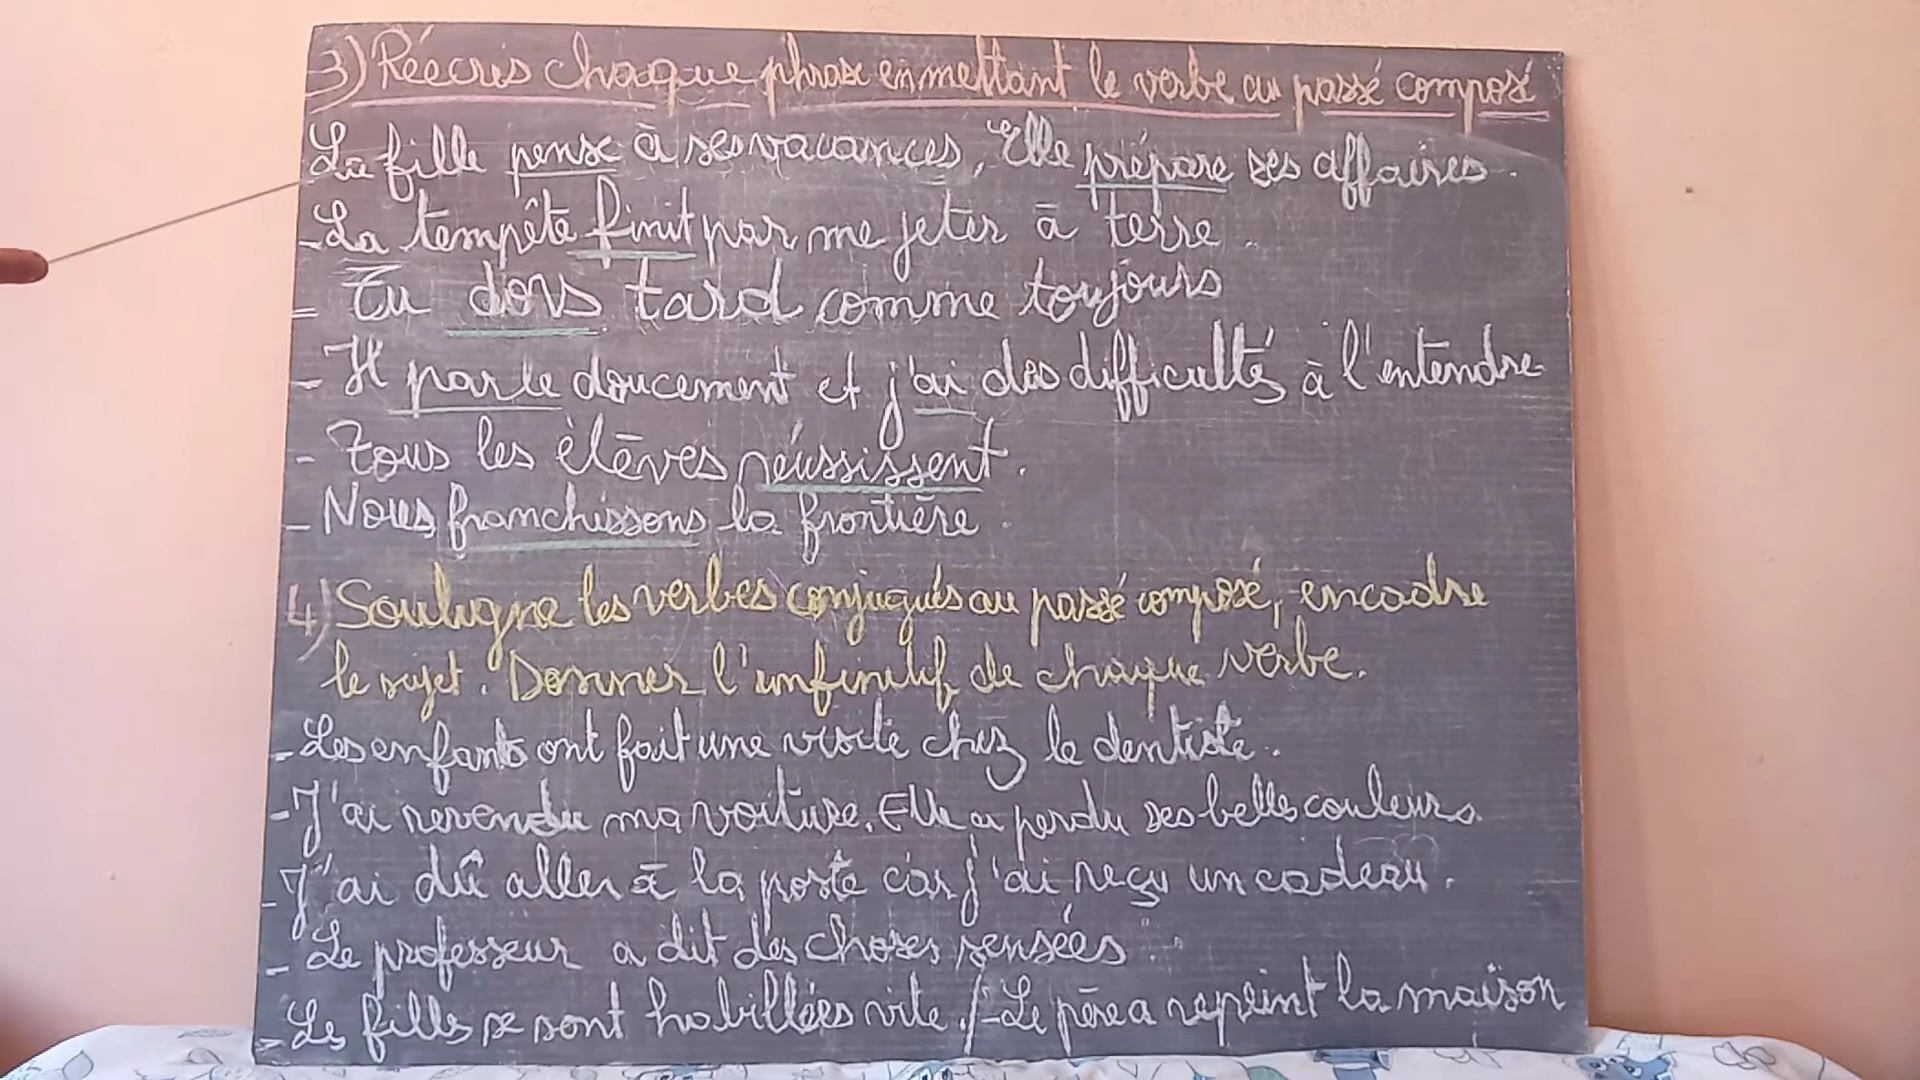 3) Réécris chaque phrase en mettant le verbe au passé composé
La fille pense à ses vacances. Elle prépare ses affaires.
- La tempête finit par me jeter à terre.
- Tu dors tard comme toujours
- Il parle doucement et j'ai des difficultés à l'entendre
- Tous les élèves réussissent.
- Nous franchissons la frontière.
4) Souligne les verbes conjugués au passé composé, encadre
le sujet. Donner l'infinitif de chaque verbe.
- Les enfants ont fait une visite chez le dentiste.
- J'ai revendu ma voiture. Elle a perdu ses belles couleurs.
- J'ai dû aller à la poste car j'ai reçu un cadeau.
- Le professeur a dit des choses sensées.
- Les filles se sont habillées vite. / - Le père a repeint la maison